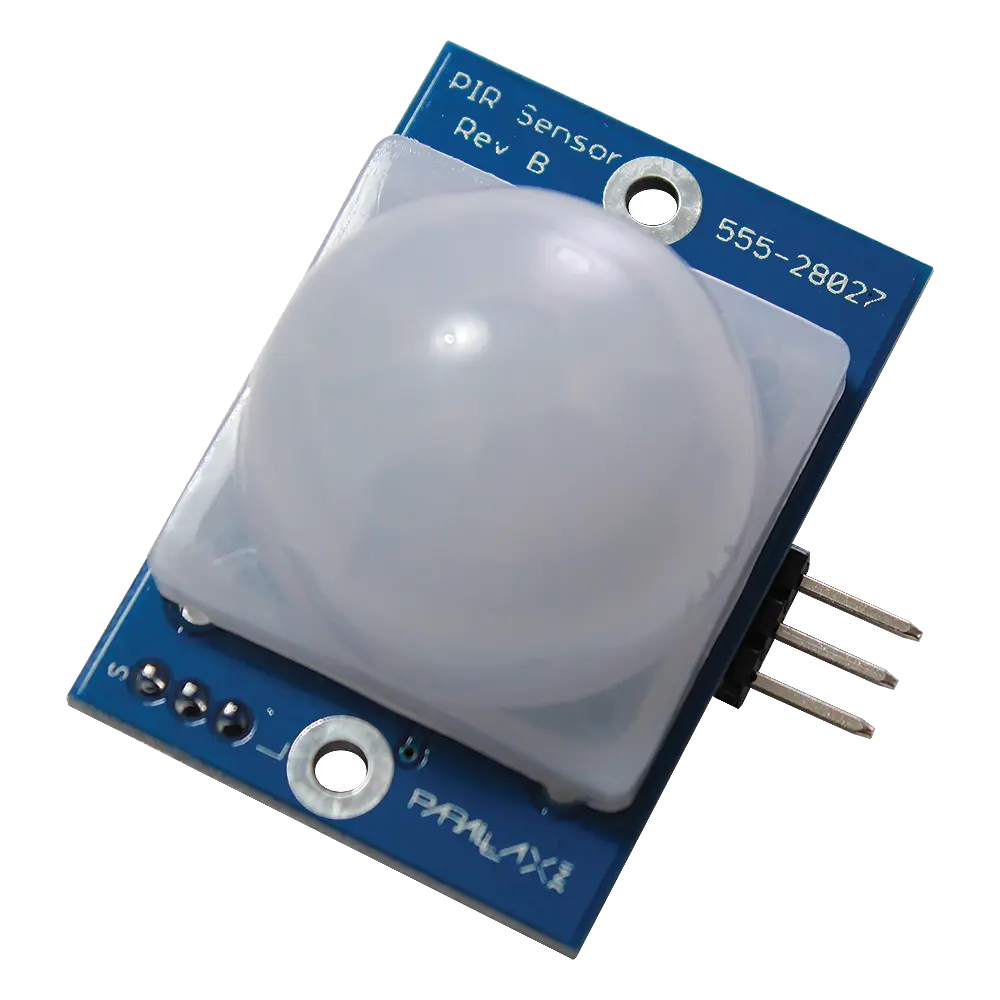 PIR Sensor
Rev B
555-28027
S
L
PARALLAX